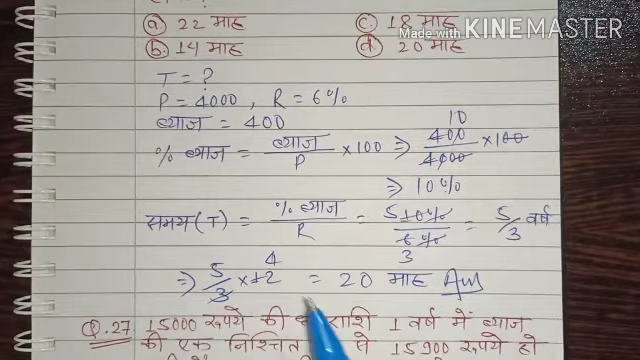 Made with KINEMASTER
(a) 22 माह (c) 18 माह
(b) 14 माह (d) 20 माह
T = ?
P = 4000 , R = 6%
ब्याज = 400
% ब्याज = ब्याज/P × 100 ⇒ 400/4000 × 100 10
⇒ 10%
समय (T) = % ब्याज/R = 5 10%/6% 3 = 5/3 वर्ष
⇒ 5/3 × 12 4 = 20 माह Ans
Q.27 15000 रूपये की राशि 1 वर्ष में ब्याज
की एक निश्चित से 15900 रूपये हो